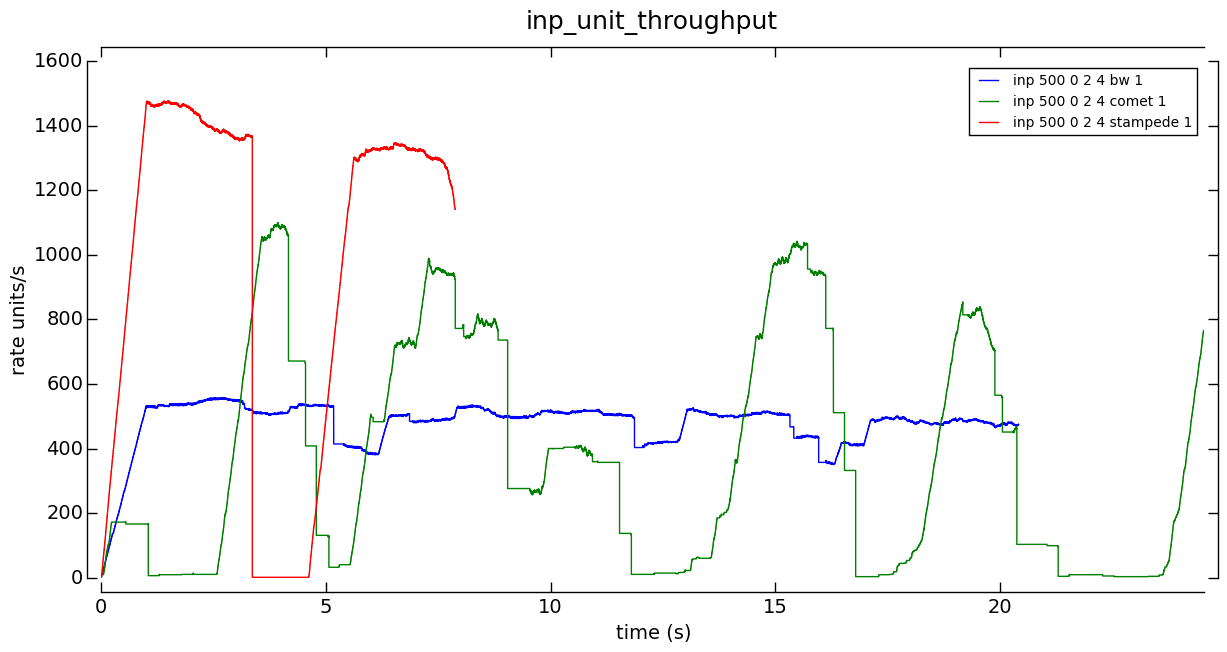 inp_unit_throughput
1600
1400
1200
1000
800
600
400
200
0
rate units/s
inp 500 0 2 4 bw 1
inp 500 0 2 4 comet 1
inp 500 0 2 4 stampede 1
0 5 10 15 20
time (s)